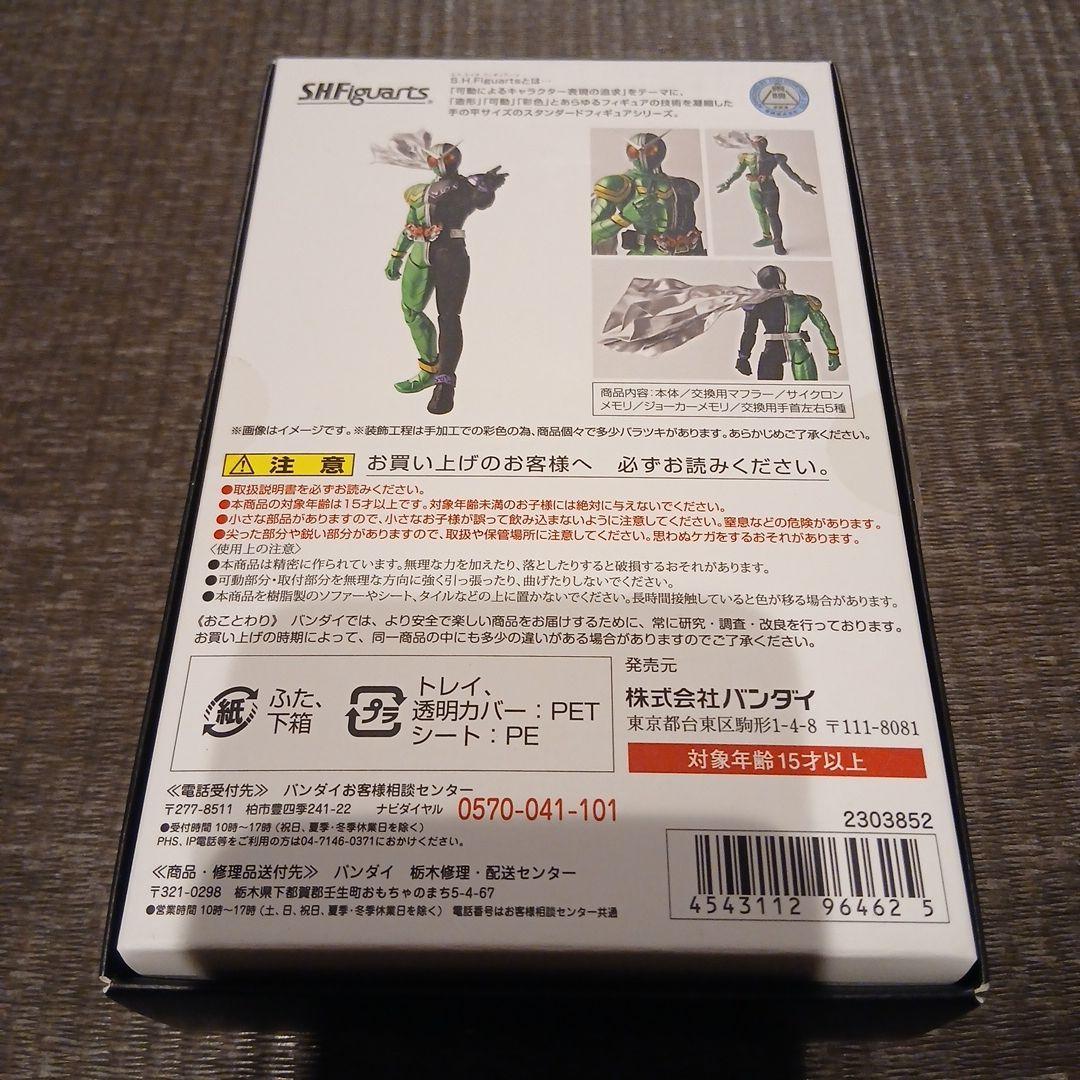 S.H.Figuarts
S.H.Figuartsとは…
「可動によるキャラクター表現の追求」をテーマに、
「造形」「可動」「彩色」とあらゆるフィギュアの技術を凝縮した
手の平サイズのスタンダードフィギュアシリーズ。
商品内容：本体／交換用マフラー／サイクロン
メモリ／ジョーカーメモリ／交換用手首左右5種
※画像はイメージです。※装飾工程は手加工での彩色の為、商品個々で多少バラツキがあります。あらかじめご了承ください。
注意 お買い上げのお客様へ 必ずお読みください。
●取扱説明書を必ずお読みください。
●本商品の対象年齢は15才以上です。対象年齢未満のお子様には絶対に与えないでください。
●小さな部品がありますので、小さなお子様が誤って飲み込まないように注意してください。窒息などの危険があります。
●尖った部分や鋭い部分がありますので、取扱や保管場所に注意してください。思わぬケガをするおそれがあります。
〈使用上の注意〉
●本商品は精密に作られています。無理な力を加えたり、落としたりすると破損するおそれがあります。
●可動部分・取付部分を無理な方向に強く引っ張ったり、曲げたりしないでください。
●本商品を樹脂製のソファーやシート、タイルなどの上に置かないでください。長時間接触していると色が移る場合があります。
《おことわり》 バンダイでは、より安全で楽しい商品をお届けするために、常に研究・調査・改良を行っております。
お買い上げの時期によって、同一商品の中にも多少の違いがある場合がありますのでご了承ください。
紙 ふた、
下箱
プラ トレイ、
透明カバー：PET
シート：PE
発売元
株式会社バンダイ
東京都台東区駒形1-4-8 〒111-8081
対象年齢15才以上
≪電話受付先≫ バンダイお客様相談センター
〒277-8511 柏市豊四季241-22 ナビダイヤル 0570-041-101
●受付時間 10時～17時（祝日、夏季・冬季休業日を除く）
PHS、IP電話等をご利用の方は04-7146-0371におかけください。
≪商品・修理品送付先≫ バンダイ 栃木修理・配送センター
〒321-0298 栃木県下都賀郡壬生町おもちゃのまち5-4-67
●営業時間 10時～17時（土、日、祝日、夏季・冬季休業日を除く） 電話番号はお客様相談センター共通
2303852
4543112 96462 5